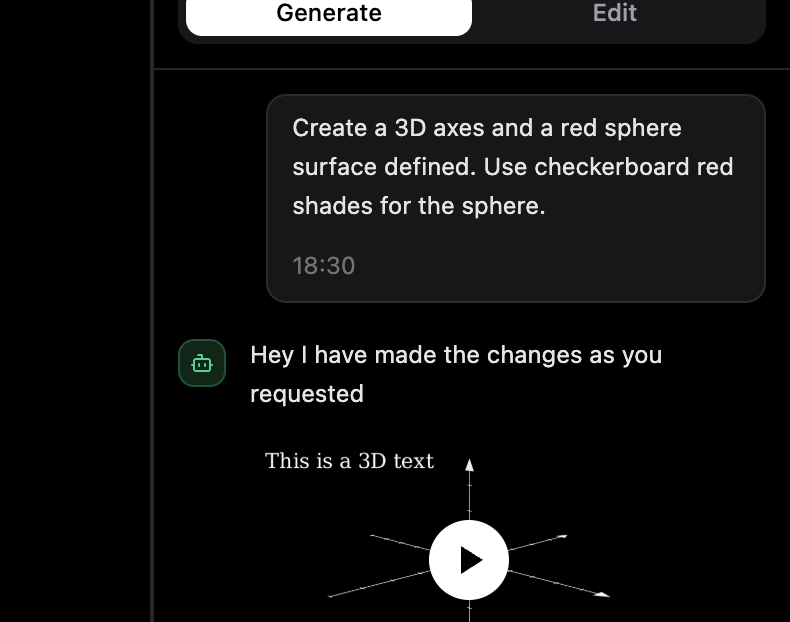 Generate
Edit
Create a 3D axes and a red sphere
surface defined. Use checkerboard red
shades for the sphere.
18:30
Hey I have made the changes as you
requested
This is a 3D text